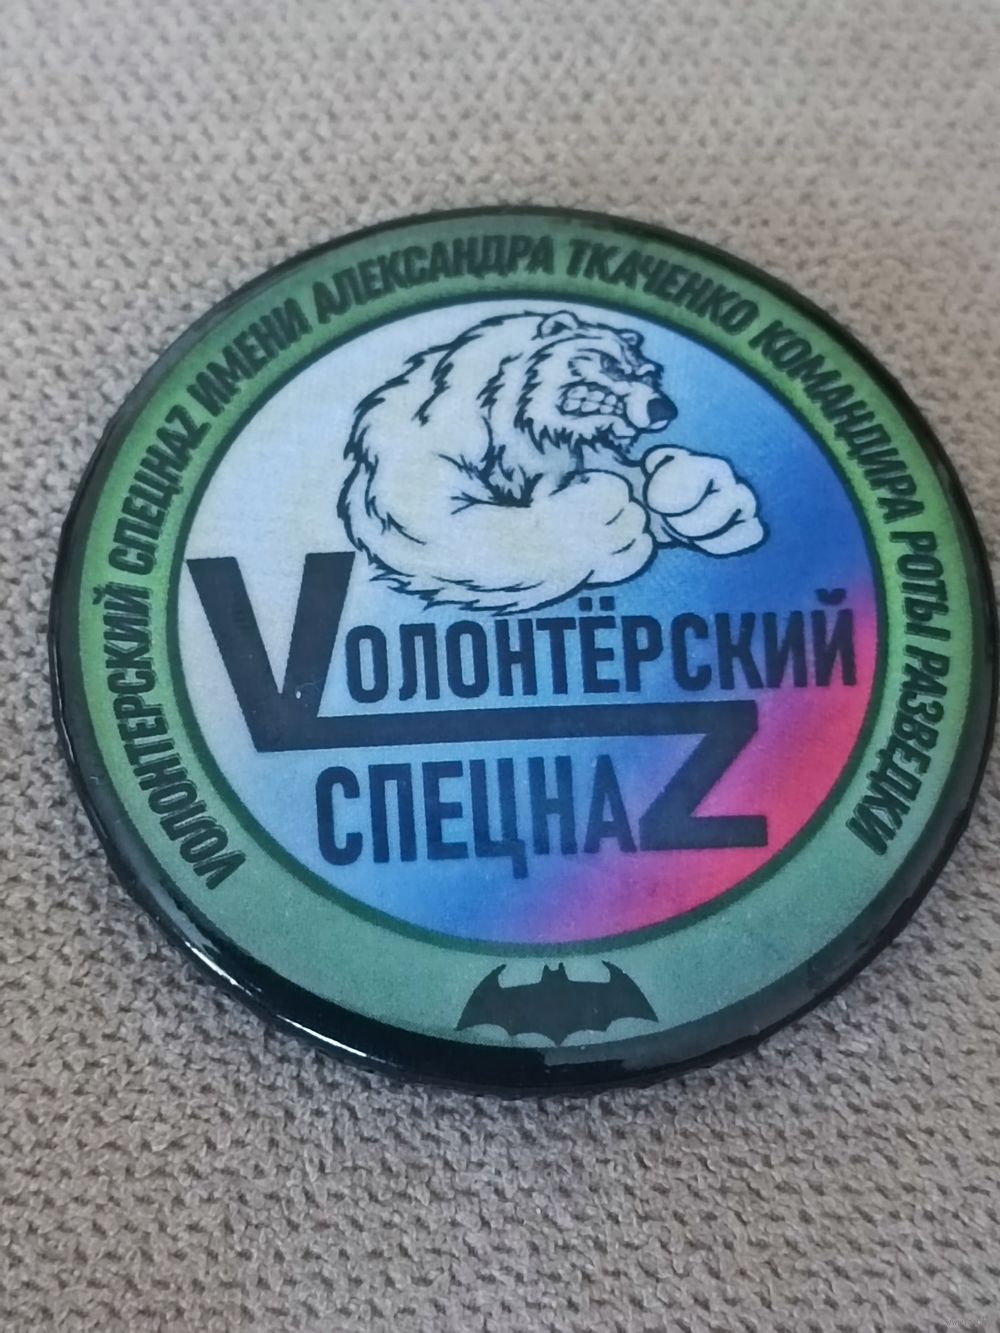 VОЛОНТЕРСКИЙ СПЕЦНАZ ИМЕНИ АЛЕКСАНДРА ТКАЧЕНКО КОМАНДИРА РОТЫ РАЗВЕДКИ
VОЛОНТЁРСКИЙ
СПЕЦНАZ